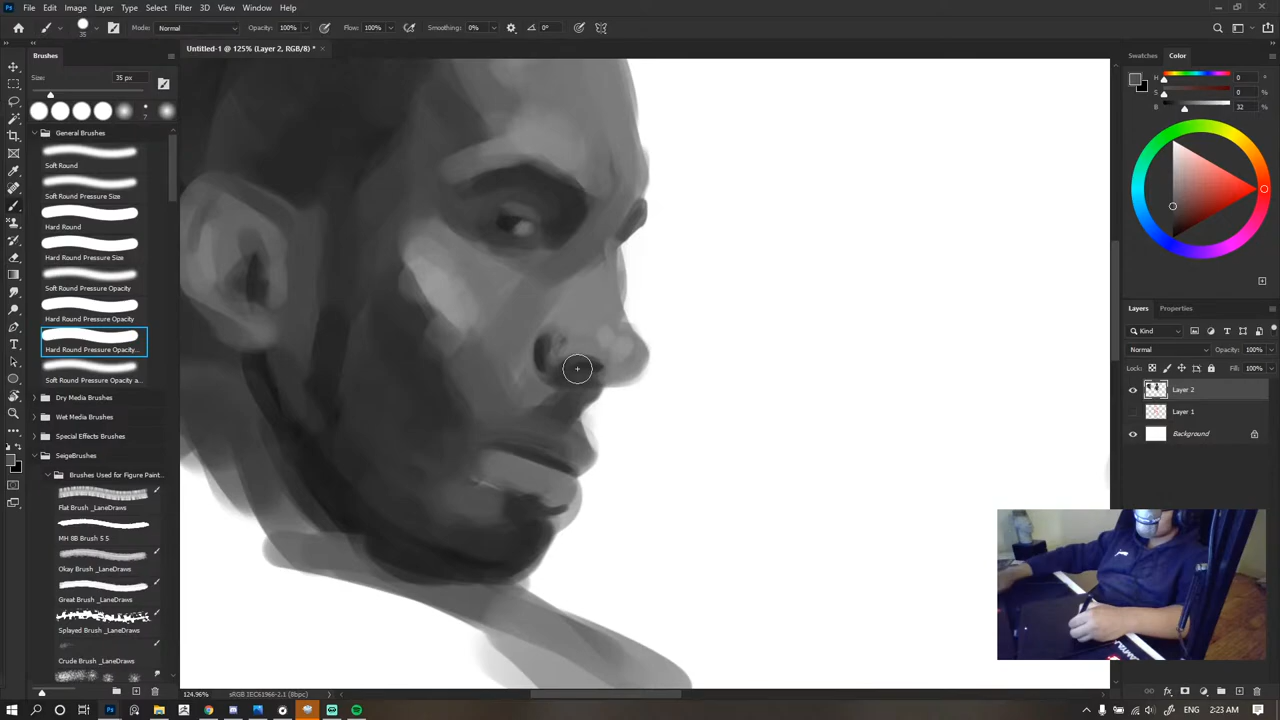 File Edit Image Layer Type Select Filter 3D View Window Help
35 Mode: Normal Opacity: 100% Flow: 100% Smoothing: 0% 0°
Untitled-1 @ 125% (Layer 2, RGB/8) *
Brushes
Size: 35 px
7
General Brushes
Soft Round
Soft Round Pressure Size
Hard Round
Hard Round Pressure Size
Soft Round Pressure Opacity
Hard Round Pressure Opacity
Hard Round Pressure Opacity...
Soft Round Pressure Opacity a...
Dry Media Brushes
Wet Media Brushes
Special Effects Brushes
SeigeBrushes
Brushes Used for Figure Paint...
Flat Brush _LaneDraws
MH 8B Brush 5 5
Okay Brush _LaneDraws
Great Brush _LaneDraws
Splayed Brush _LaneDraws
Crude Brush _LaneDraws
Swatches Color
H 0 °
S 0 %
B 32 %
Layers Properties
Kind
Normal Opacity: 100%
Lock: Fill: 100%
Layer 2
Layer 1
Background
124.96% sRGB IEC61966-2.1 (8bpc)
ENG 2:23 AM